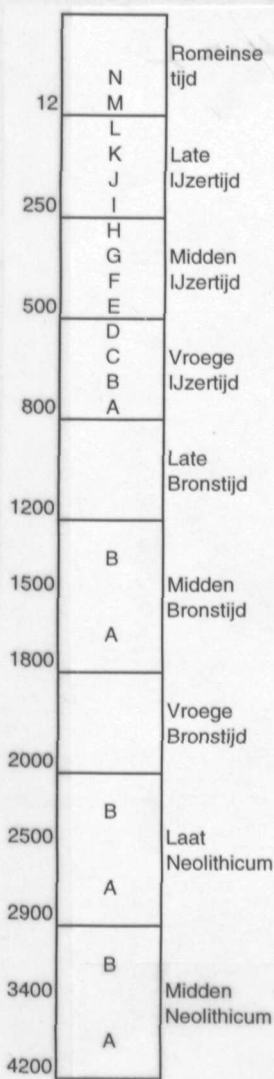 Romeinse
N tijd
12 M
L
K Late
J IJzertijd
250 I
H
G Midden
F IJzertijd
500 E
D
C Vroege
B IJzertijd
800 A
Late
Bronstijd
1200
B
1500 Midden
Bronstijd
A
1800
Vroege
Bronstijd
2000
B
2500 Laat
Neolithicum
A
2900
B
3400 Midden
Neolithicum
A
4200